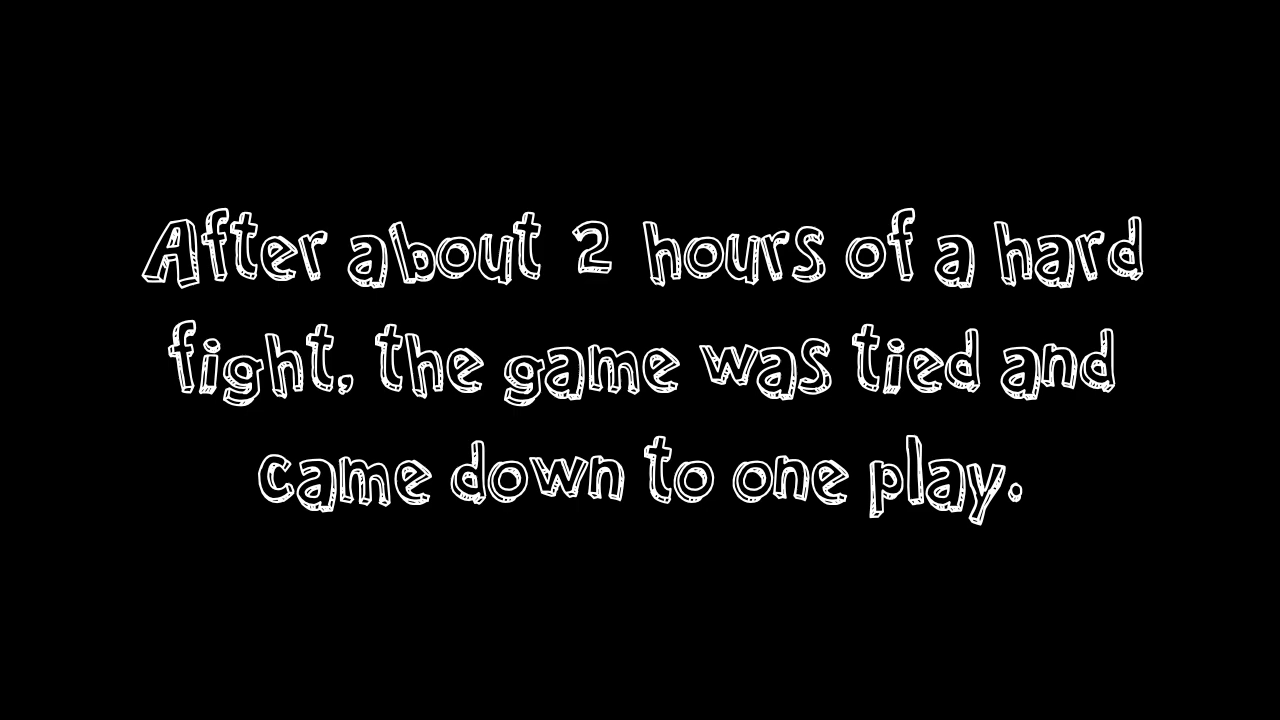 After about 2 hours of a hard
fight, the game was tied and
came down to one play.